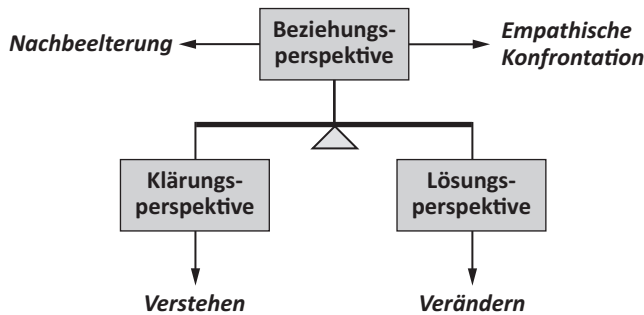 Beziehungs-
perspektive
Nachbeelterung
Empathische
Konfrontation
Klärungs-
perspektive
Lösungs-
perspektive
Verstehen
Verändern